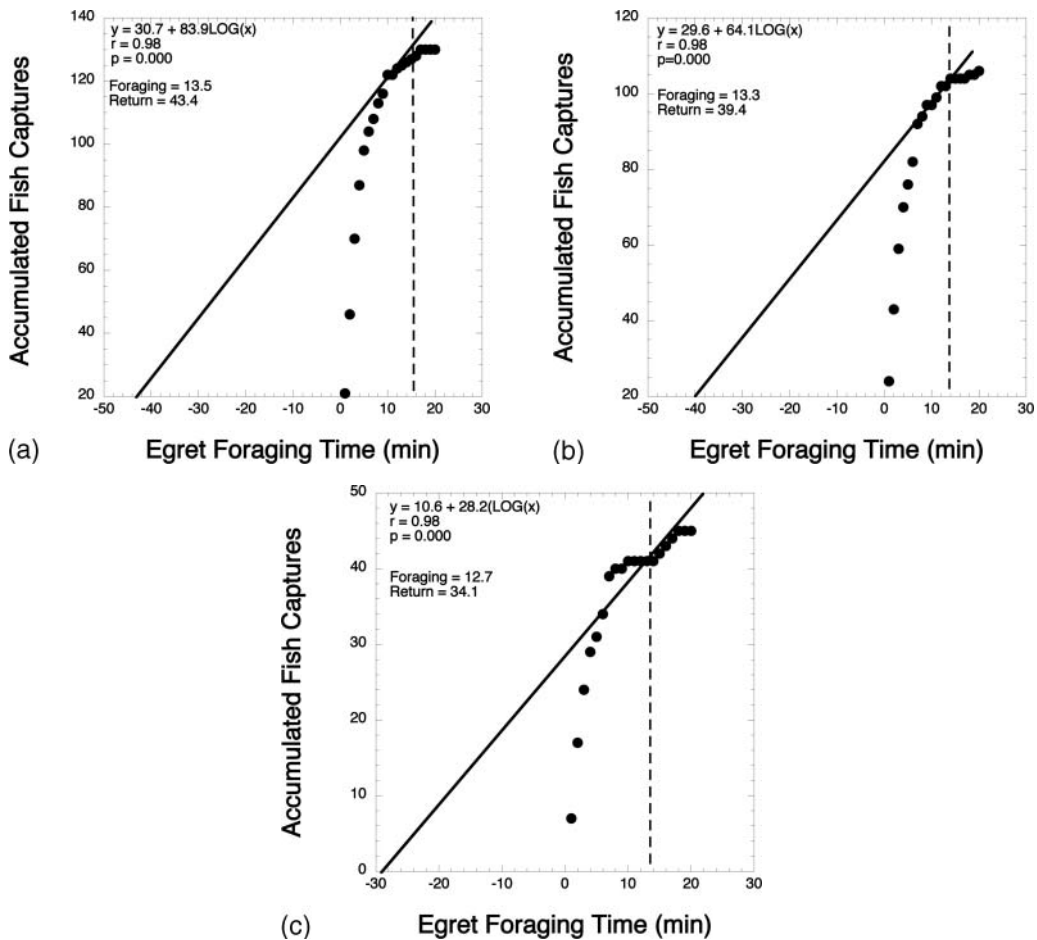 y = 30.7 + 83.9LOG(x)
r = 0.98
p = 0.000
Foraging = 13.5
Return = 43.4
Accumulated Fish Captures
140
120
100
80
60
40
20
-50 -40 -30 -20 -10 0 10 20 30
(a)
Egret Foraging Time (min)
y = 29.6 + 64.1LOG(x)
r = 0.98
p=0.000
Foraging = 13.3
Return = 39.4
Accumulated Fish Captures
120
100
80
60
40
20
-50 -40 -30 -20 -10 0 10 20 30
(b)
Egret Foraging Time (min)
y = 10.6 + 28.2(LOG(x)
r = 0.98
p = 0.000
Foraging = 12.7
Return = 34.1
Accumulated Fish Captures
50
40
30
20
10
0
-30 -20 -10 0 10 20 30
(c)
Egret Foraging Time (min)